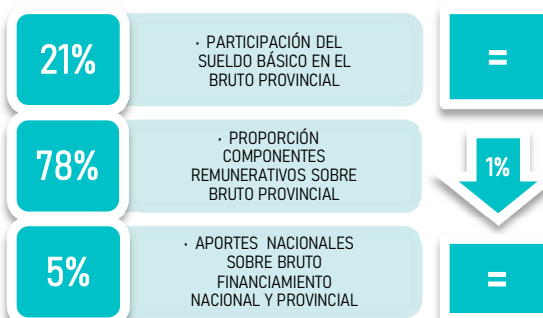 21%
· PARTICIPACIÓN DEL
SUELDO BÁSICO EN EL
BRUTO PROVINCIAL
=
78%
· PROPORCIÓN
COMPONENTES
REMUNERATIVOS SOBRE
BRUTO PROVINCIAL
1%
5%
· APORTES NACIONALES
SOBRE BRUTO
FINANCIAMIENTO
NACIONAL Y PROVINCIAL
=